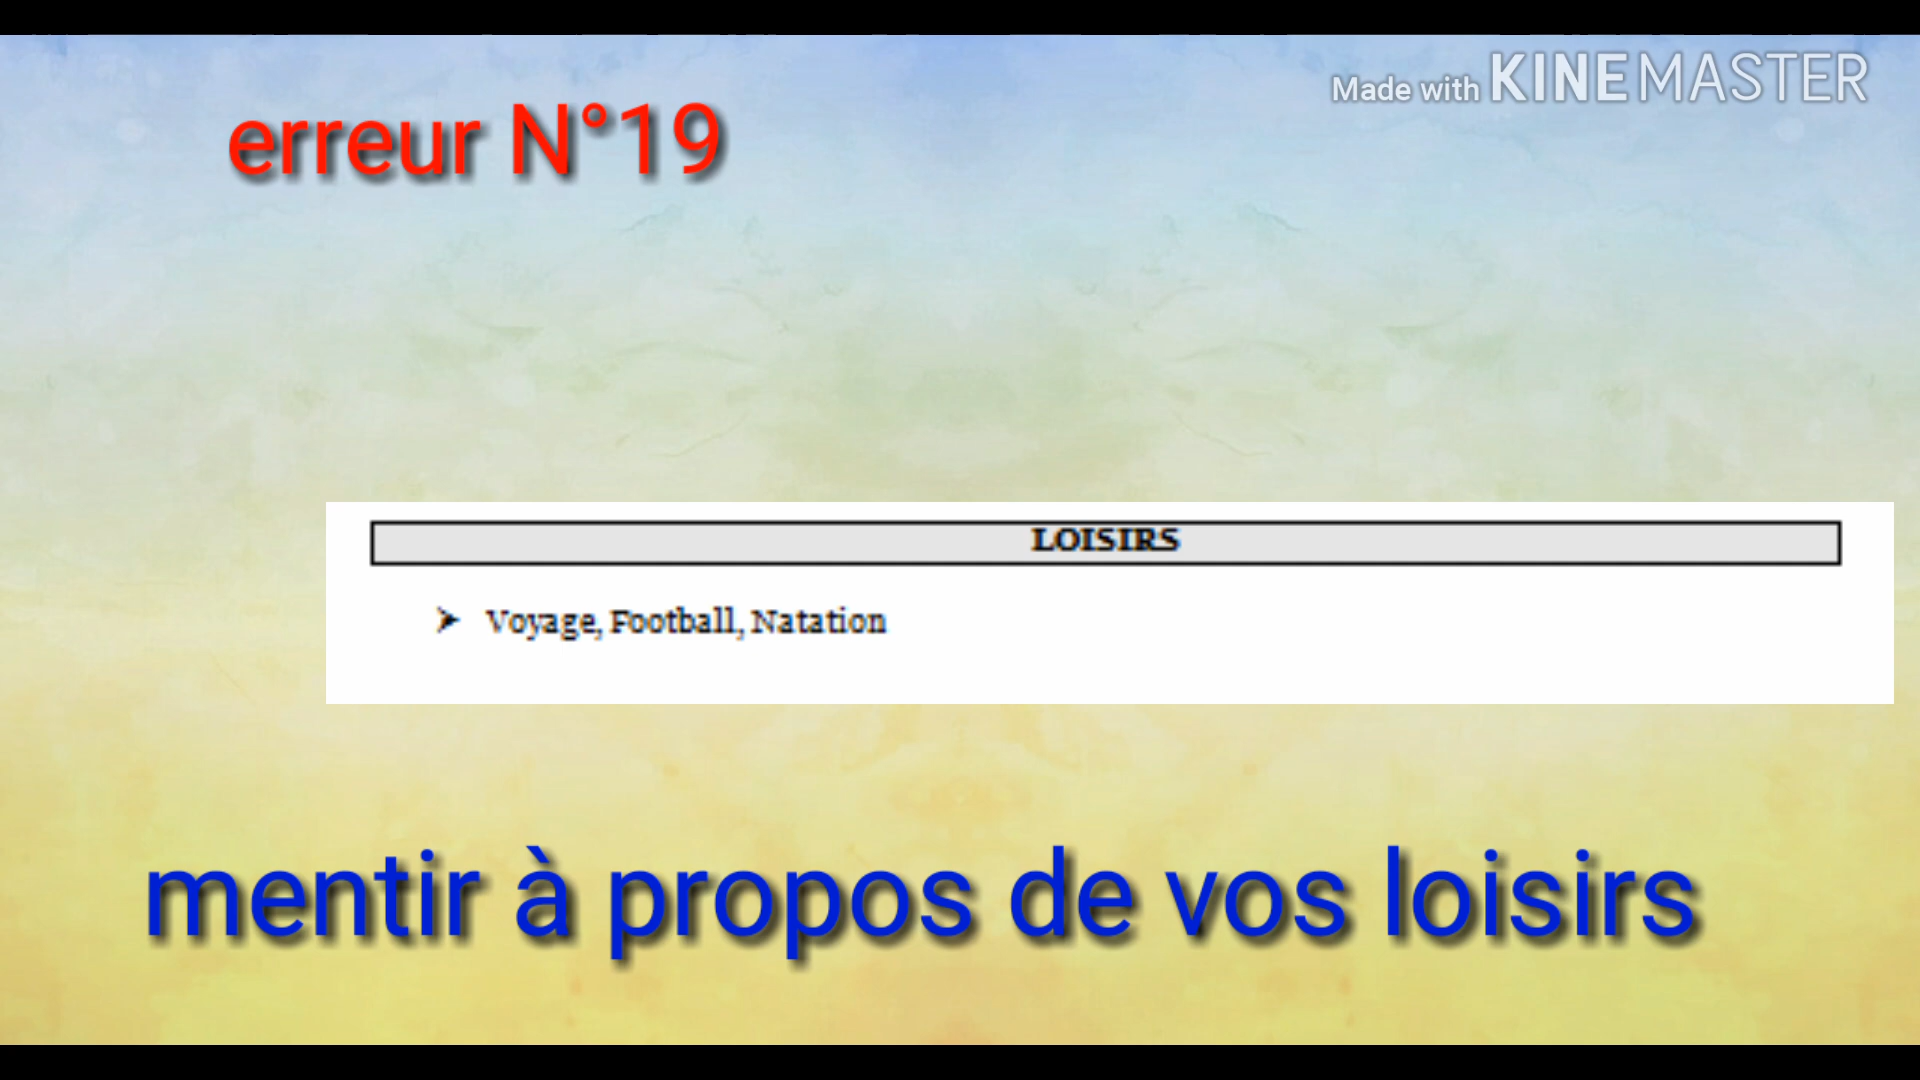 Made with KINEMASTER
erreur N°19
LOISIRS
➢ Voyage, Football, Natation
mentir à propos de vos loisirs